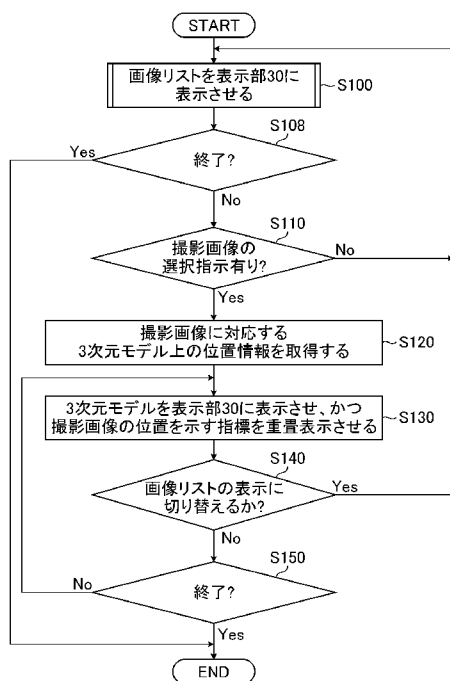 START
画像リストを表示部30に
表示させる
S100
S108
終了?
Yes
No
S110
撮影画像の
選択指示有り?
No
Yes
撮影画像に対応する
3次元モデル上の位置情報を取得する
S120
3次元モデルを表示部30に表示させ、かつ
撮影画像の位置を示す指標を重畳表示させる
S130
S140
画像リストの表示に
切り替えるか?
Yes
No
S150
終了?
No
Yes
END